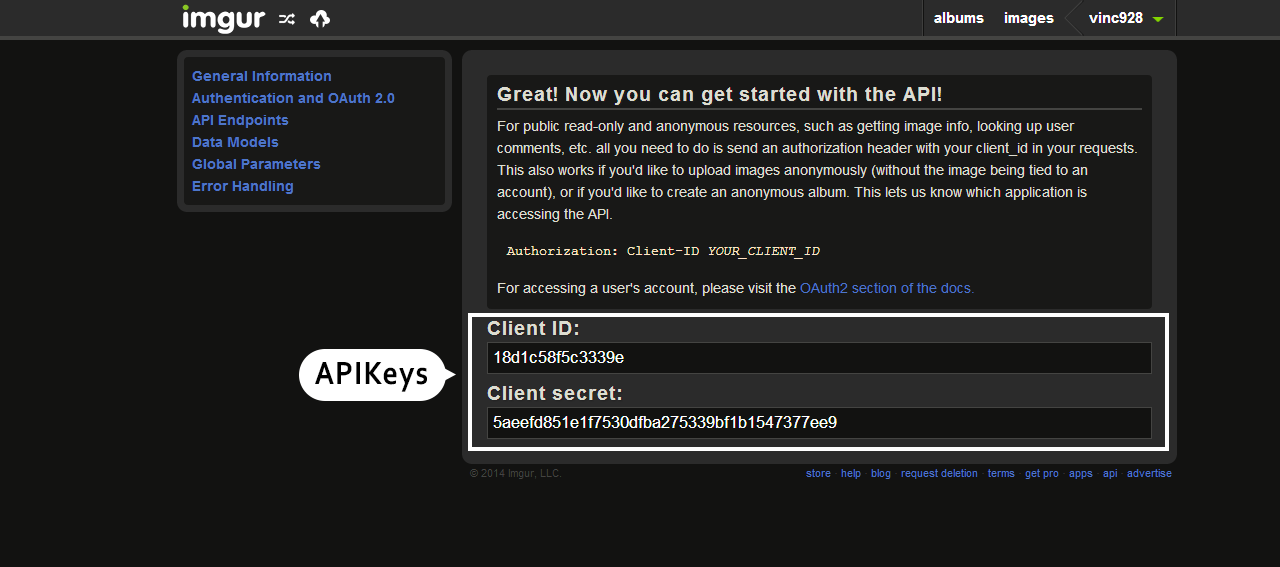 imgur
albums images vinc928
General Information
Authentication and OAuth 2.0
API Endpoints
Data Models
Global Parameters
Error Handling
Great! Now you can get started with the API!
For public read-only and anonymous resources, such as getting image info, looking up user
comments, etc. all you need to do is send an authorization header with your client_id in your requests.
This also works if you'd like to upload images anonymously (without the image being tied to an
account), or if you'd like to create an anonymous album. This lets us know which application is
accessing the API.
Authorization: Client-ID YOUR_CLIENT_ID
For accessing a user's account, please visit the OAuth2 section of the docs.
APIKeys
Client ID:
18d1c58f5c3339e
Client secret:
5aeefd851e1f7530dfba275339bf1b1547377ee9
© 2014 Imgur, LLC.
store · help · blog · request deletion · terms · get pro · apps · api · advertise